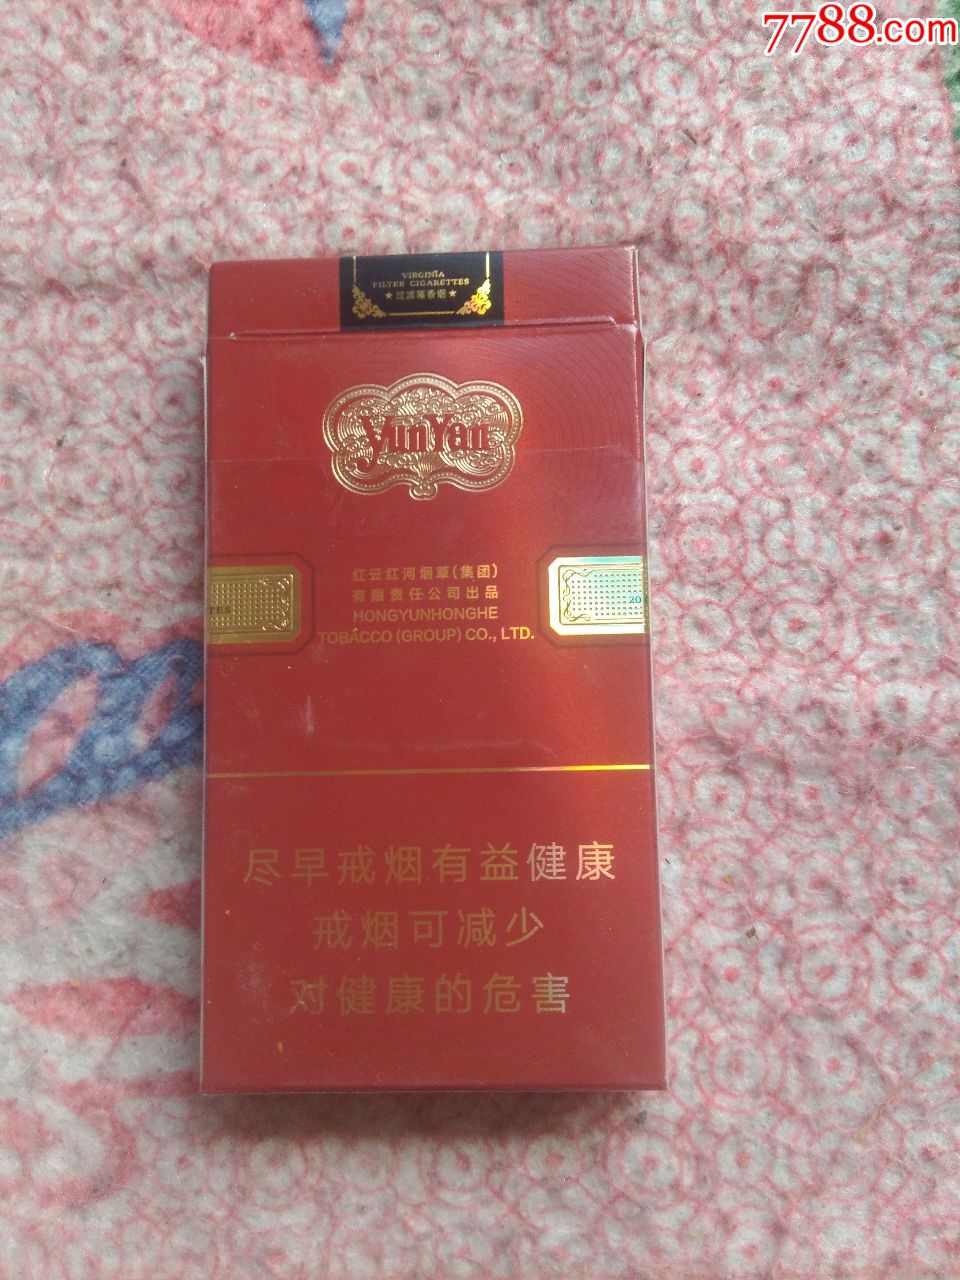 7788.com
VIRGINIA
FILTER CIGARETTES
★过滤嘴香烟★
YunYan
红云红河烟草(集团)
有限责任公司出品
HONGYUNHONGHE
TOBACCO (GROUP) CO., LTD.
TES
20
尽早戒烟有益健康
戒烟可减少
对健康的危害